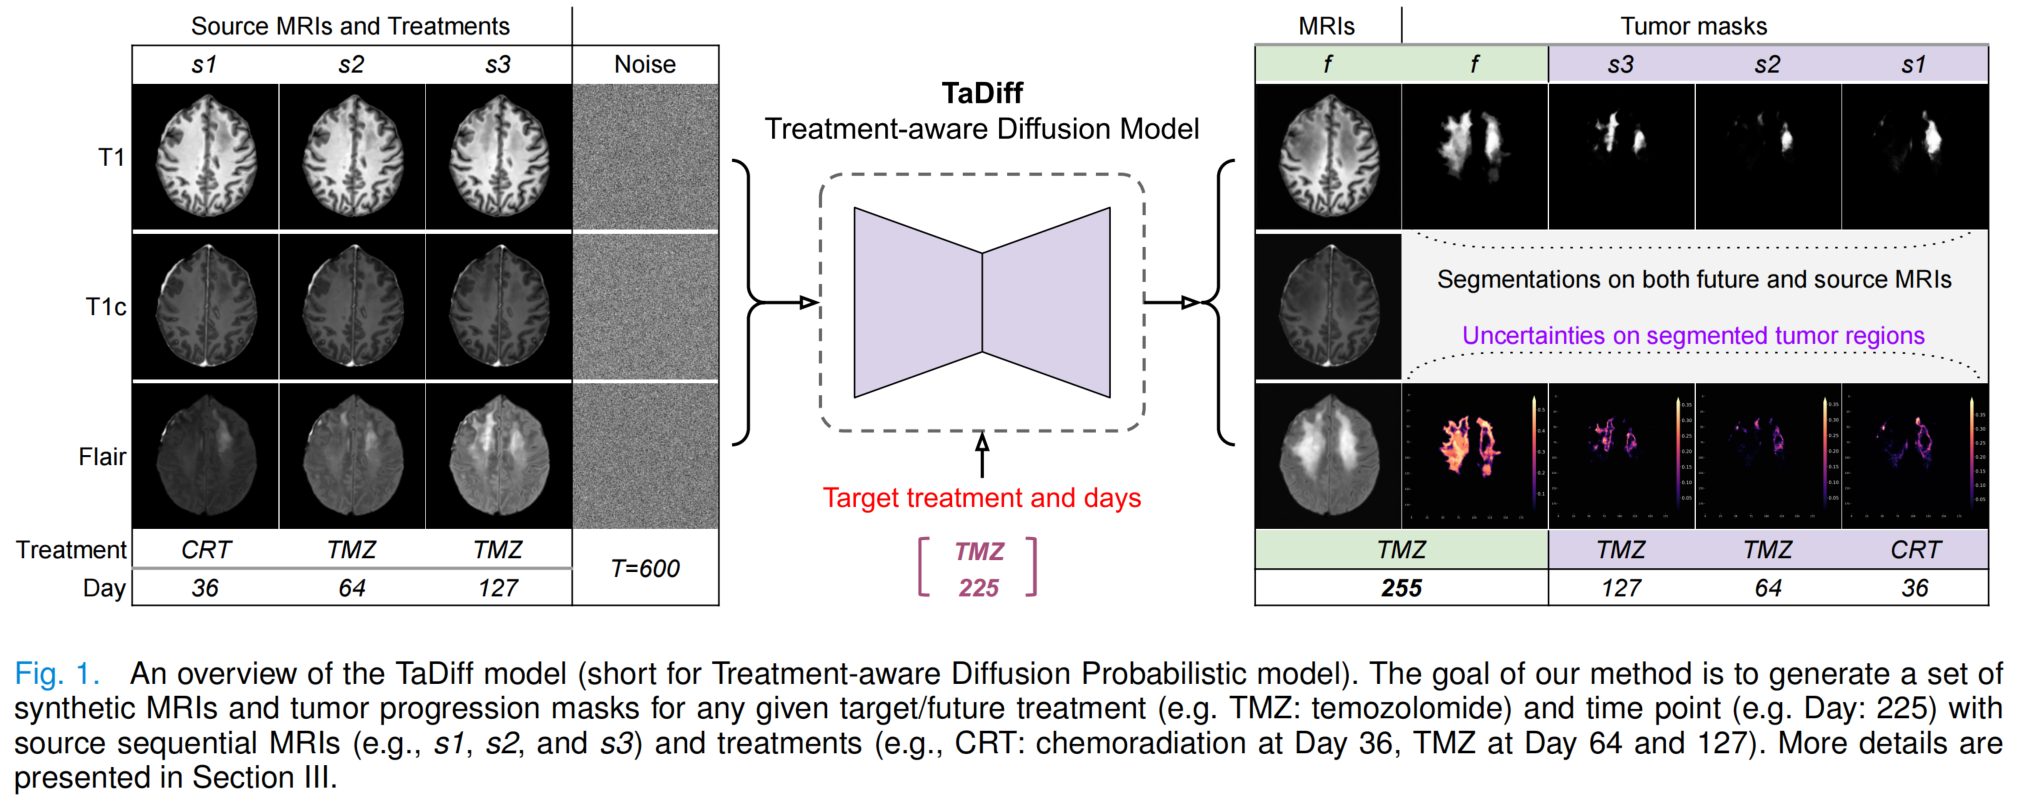 Source MRIs and Treatments
s1 s2 s3 Noise
T1
T1c
Flair
Treatment CRT TMZ TMZ
T=600
Day 36 64 127
TaDiff
Treatment-aware Diffusion Model
Target treatment and days
TMZ
225
MRIs Tumor masks
f f s3 s2 s1
Segmentations on both future and source MRIs
Uncertainties on segmented tumor regions
TMZ TMZ TMZ CRT
255 127 64 36
Fig. 1. An overview of the TaDiff model (short for Treatment-aware Diffusion Probabilistic model). The goal of our method is to generate a set of
synthetic MRIs and tumor progression masks for any given target/future treatment (e.g. TMZ: temozolomide) and time point (e.g. Day: 225) with
source sequential MRIs (e.g., s1, s2, and s3) and treatments (e.g., CRT: chemoradiation at Day 36, TMZ at Day 64 and 127). More details are
presented in Section III.